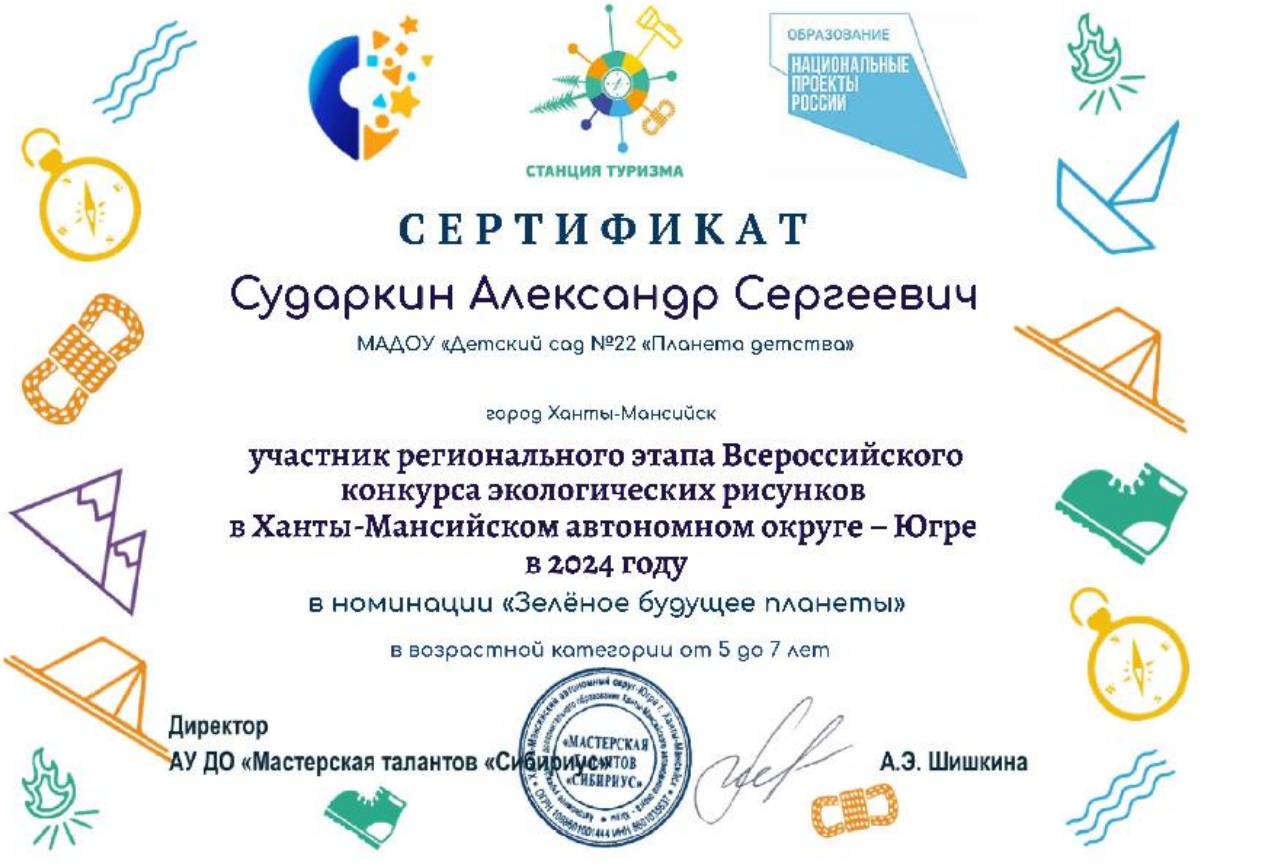 ОБРАЗОВАНИЕ
НАЦИОНАЛЬНЫЕ
ПРОЕКТЫ
РОССИИ
СТАНЦИЯ ТУРИЗМА
СЕРТИФИКАТ
Сударкин Александр Сергеевич
МАДОУ «Детский сад №22 «Планета детства»
город Ханты-Мансийск
участник регионального этапа Всероссийского
конкурса экологических рисунков
в Ханты-Мансийском автономном округе – Югре
в 2024 году
в номинации «Зелёное будущее планеты»
в возрастной категории от 5 до 7 лет
Директор
АУ ДО «Мастерская талантов «Сибириус»
«МАСТЕРСКАЯ
ТАЛАНТОВ
«СИБИРИУС»
А.Э. Шишкина